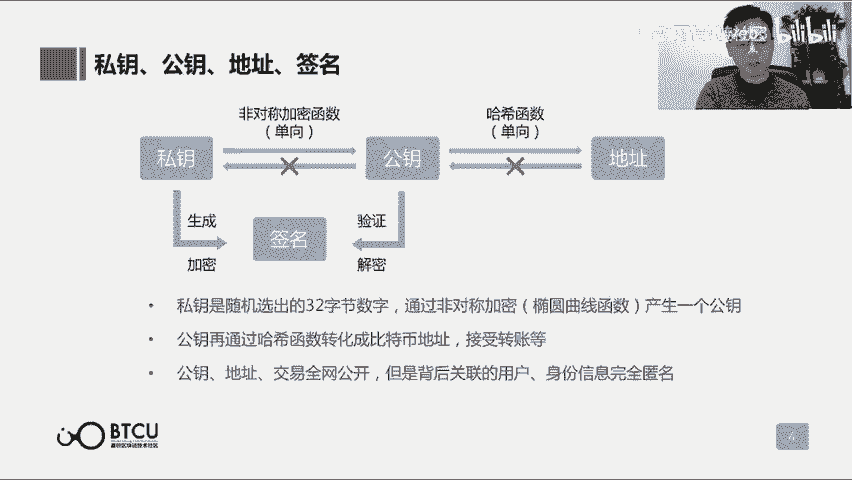 bilibili
私钥、公钥、地址、签名
非对称加密函数
（单向）
哈希函数
（单向）
私钥
公钥
地址
生成
验证
签名
加密
解密
• 私钥是随机选出的32字节数字，通过非对称加密（椭圆曲线函数）产生一个公钥
• 公钥再通过哈希函数转化成比特币地址，接受转账等
• 公钥、地址、交易全网公开，但是背后关联的用户、身份信息完全匿名
BTCU